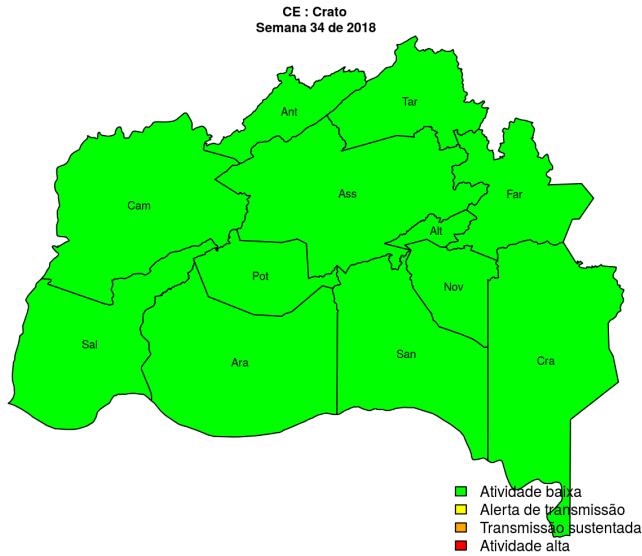 CE : Crato
Semana 34 de 2018
Tar
Ant
Ass
Far
Cam
Alt
Pot
Nov
Sal
San
Cra
Ara
Atividade baixa
Alerta de transmissão
Transmissão sustentada
Atividade alta